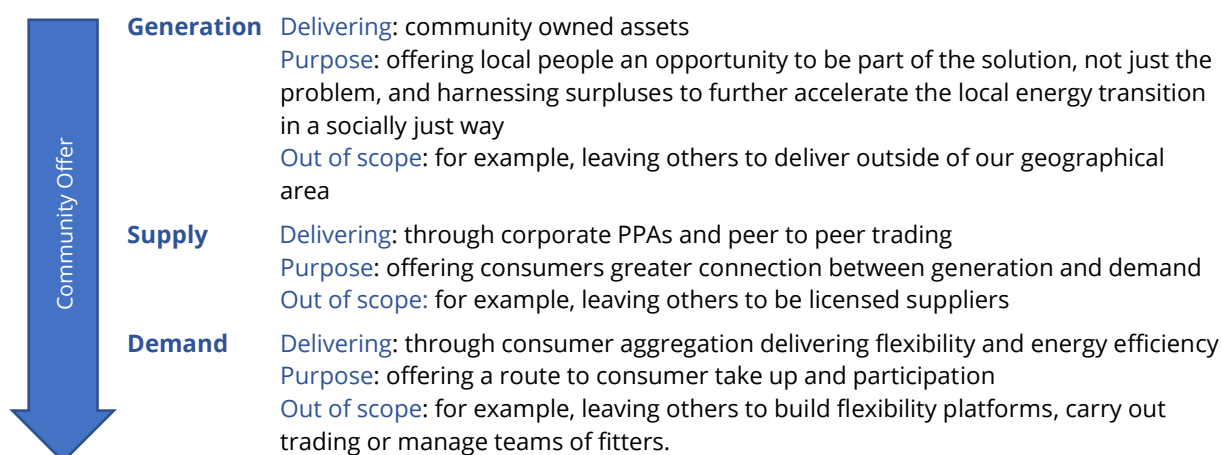 Community Offer
Generation Delivering: community owned assets
Purpose: offering local people an opportunity to be part of the solution, not just the
problem, and harnessing surpluses to further accelerate the local energy transition
in a socially just way
Out of scope: for example, leaving others to deliver outside of our geographical
area
Supply Delivering: through corporate PPAs and peer to peer trading
Purpose: offering consumers greater connection between generation and demand
Out of scope: for example, leaving others to be licensed suppliers
Demand Delivering: through consumer aggregation delivering flexibility and energy efficiency
Purpose: offering a route to consumer take up and participation
Out of scope: for example, leaving others to build flexibility platforms, carry out
trading or manage teams of fitters.